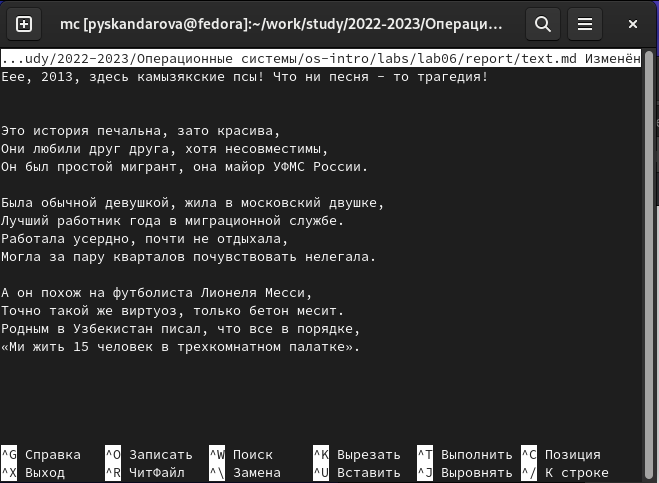 mc [pyskandarova@fedora]:~/work/study/2022-2023/Операци...
...udy/2022-2023/Операционные системы/os-intro/labs/lab06/report/text.md Изменён
Еее, 2013, здесь камызякские псы! Что ни песня - то трагедия!
Это история печальна, зато красива,
Они любили друг друга, хотя несовместимы,
Он был простой мигрант, она майор УФМС России.
Была обычной девушкой, жила в московский двушке,
Лучший работник года в миграционной службе.
Работала усердно, почти не отдыхала,
Могла за пару кварталов почувствовать нелегала.
А он похож на футболиста Лионеля Месси,
Точно такой же виртуоз, только бетон месит.
Родным в Узбекистан писал, что все в порядке,
«Ми жить 15 человек в трехкомнатном палатке».
^G Справка ^O Записать ^W Поиск ^K Вырезать ^T Выполнить ^C Позиция
^X Выход ^R ЧитФайл ^\ Замена ^U Вставить ^J Выровнять ^/ К строке